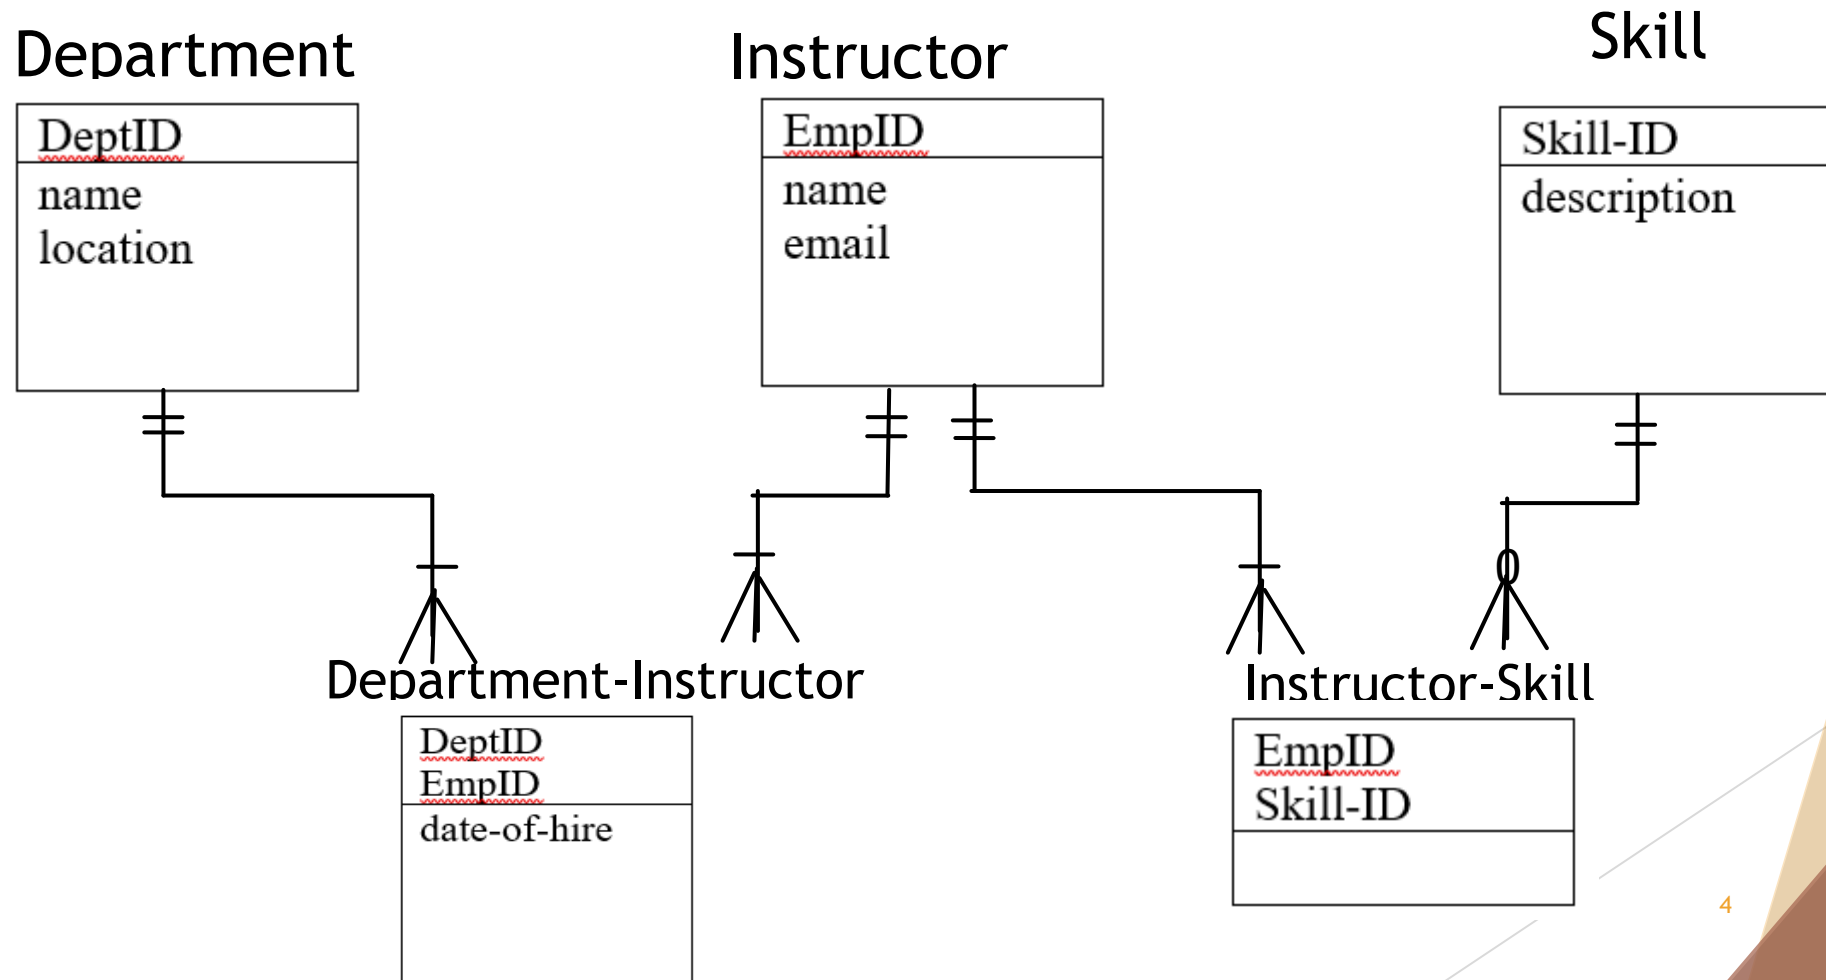 Department
DeptID
name
location
Instructor
EmpID
name
email
Skill
Skill-ID
description
0
Department-Instructor
DeptID
EmpID
date-of-hire
Instructor-Skill
EmpID
Skill-ID
4